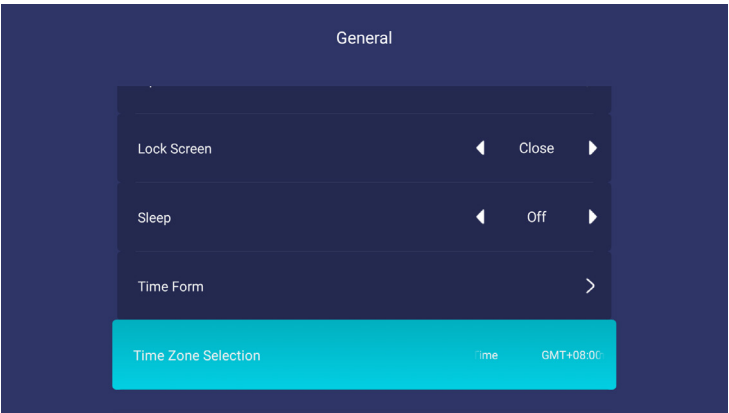 General
Lock Screen
Close
Sleep
Off
Time Form
Time Zone Selection
Time GMT+08:00